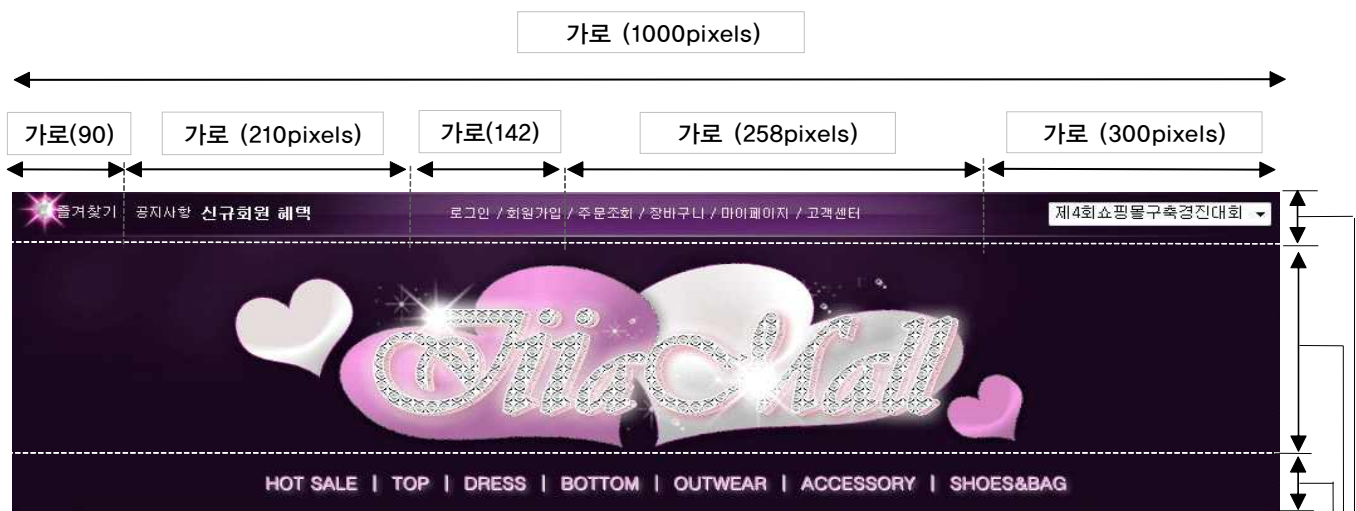 가로 (1000pixels)
가로(90) 가로 (210pixels) 가로(142) 가로 (258pixels) 가로 (300pixels)
즐겨찾기 공지사항 신규회원 혜택 로그인 / 회원가입 / 주문조회 / 장바구니 / 마이페이지 / 고객센터 제4회쇼핑몰구축경진대회
Jiia Mall
HOT SALE | TOP | DRESS | BOTTOM | OUTWEAR | ACCESSORY | SHOES&BAG